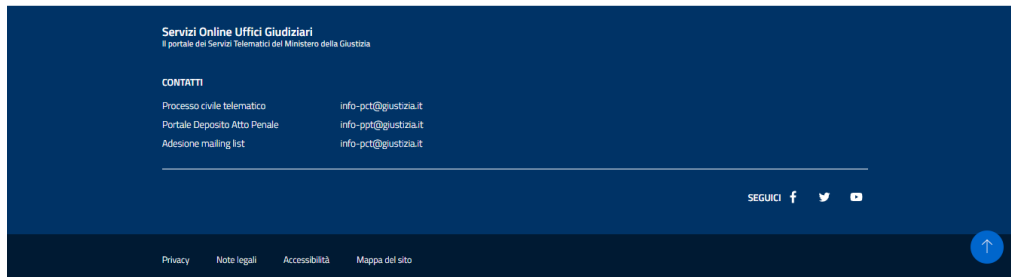 Servizi Online Uffici Giudiziari
Il portale dei Servizi Telematici del Ministero della Giustizia
CONTATTI
Processo civile telematico info-pct@giustizia.it
Portale Deposito Atto Penale info-ppt@giustizia.it
Adesione mailing list info-pct@giustizia.it
SEGUICI
Privacy Note legali Accessibilità Mappa del sito